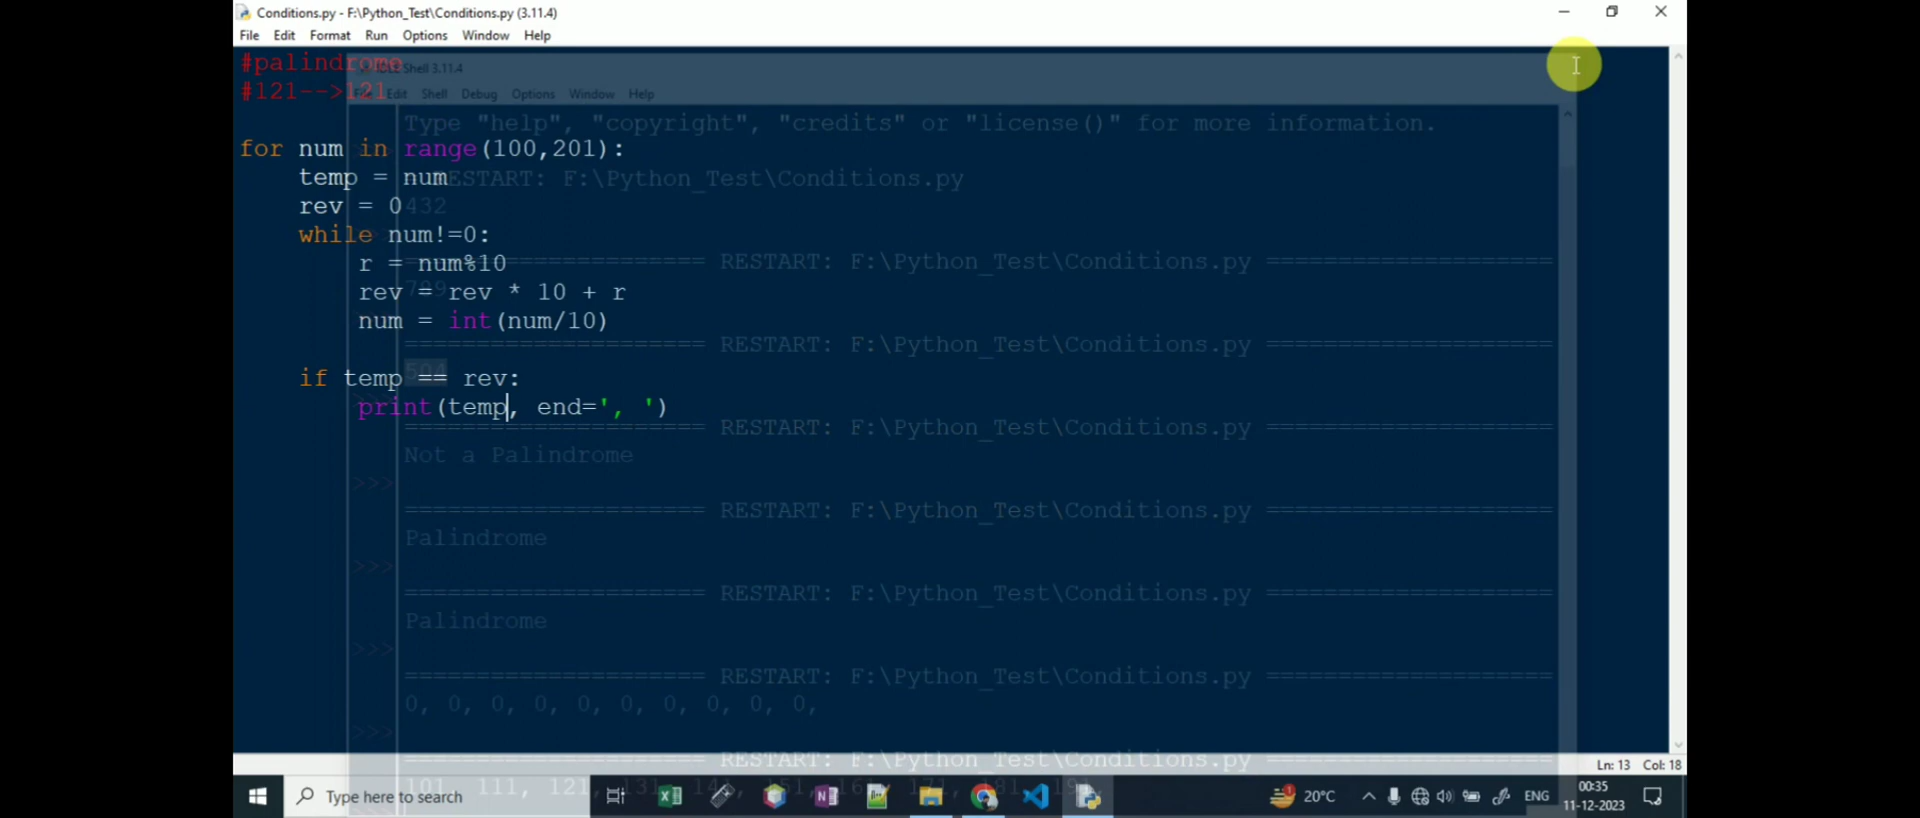 Conditions.py - F:\Python_Test\Conditions.py (3.11.4)
File Edit Format Run Options Window Help
#palindrome
#121-->121
for num in range(100,201):
temp = num
rev = 0
while num!=0:
r = num%10
rev = rev * 10 + r
num = int(num/10)
if temp == rev:
print(temp, end=', ')
IDLE Shell 3.11.4
Edit Shell Debug Options Window Help
Type "help", "copyright", "credits" or "license()" for more information.
RESTART: F:\Python_Test\Conditions.py
432
===================== RESTART: F:\Python_Test\Conditions.py ====================
===================== RESTART: F:\Python_Test\Conditions.py ====================
504
===================== RESTART: F:\Python_Test\Conditions.py ====================
Not a Palindrome
>>>
===================== RESTART: F:\Python_Test\Conditions.py ====================
Palindrome
>>>
===================== RESTART: F:\Python_Test\Conditions.py ====================
Palindrome
>>>
===================== RESTART: F:\Python_Test\Conditions.py ====================
0, 0, 0, 0, 0, 0, 0, 0, 0, 0,
>>>
===================== RESTART: F:\Python_Test\Conditions.py ====================
101, 111, 121, 131, 141, 151, 161, 171, 181, 191,
Ln: 13 Col: 18
Type here to search
20°C
ENG
00:35
11-12-2023